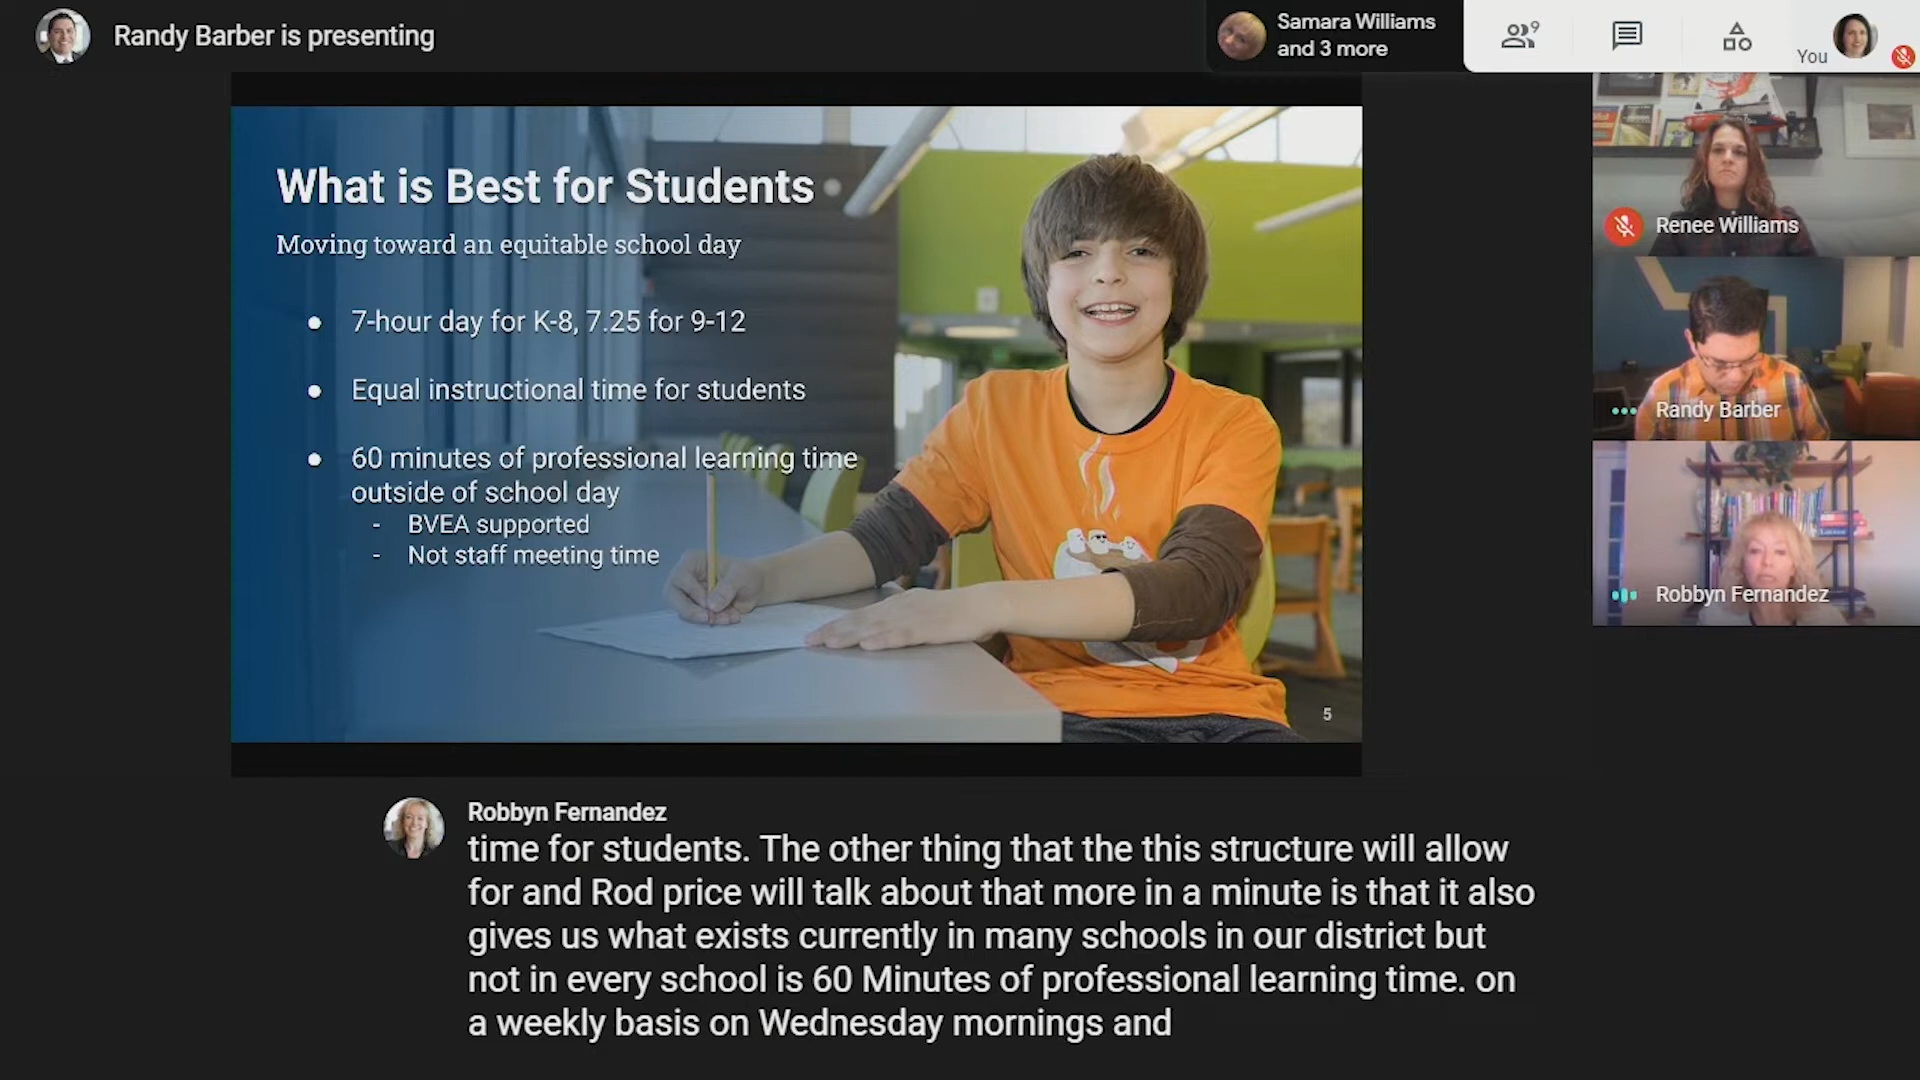 Randy Barber is presenting
Samara Williams
and 3 more
9
You
What is Best for Students
Moving toward an equitable school day
● 7-hour day for K-8, 7.25 for 9-12
● Equal instructional time for students
● 60 minutes of professional learning time
outside of school day
- BVEA supported
- Not staff meeting time
5
Renee Williams
Randy Barber
Robbyn Fernandez
Robbyn Fernandez
time for students. The other thing that the this structure will allow
for and Rod price will talk about that more in a minute is that it also
gives us what exists currently in many schools in our district but
not in every school is 60 Minutes of professional learning time. on
a weekly basis on Wednesday mornings and